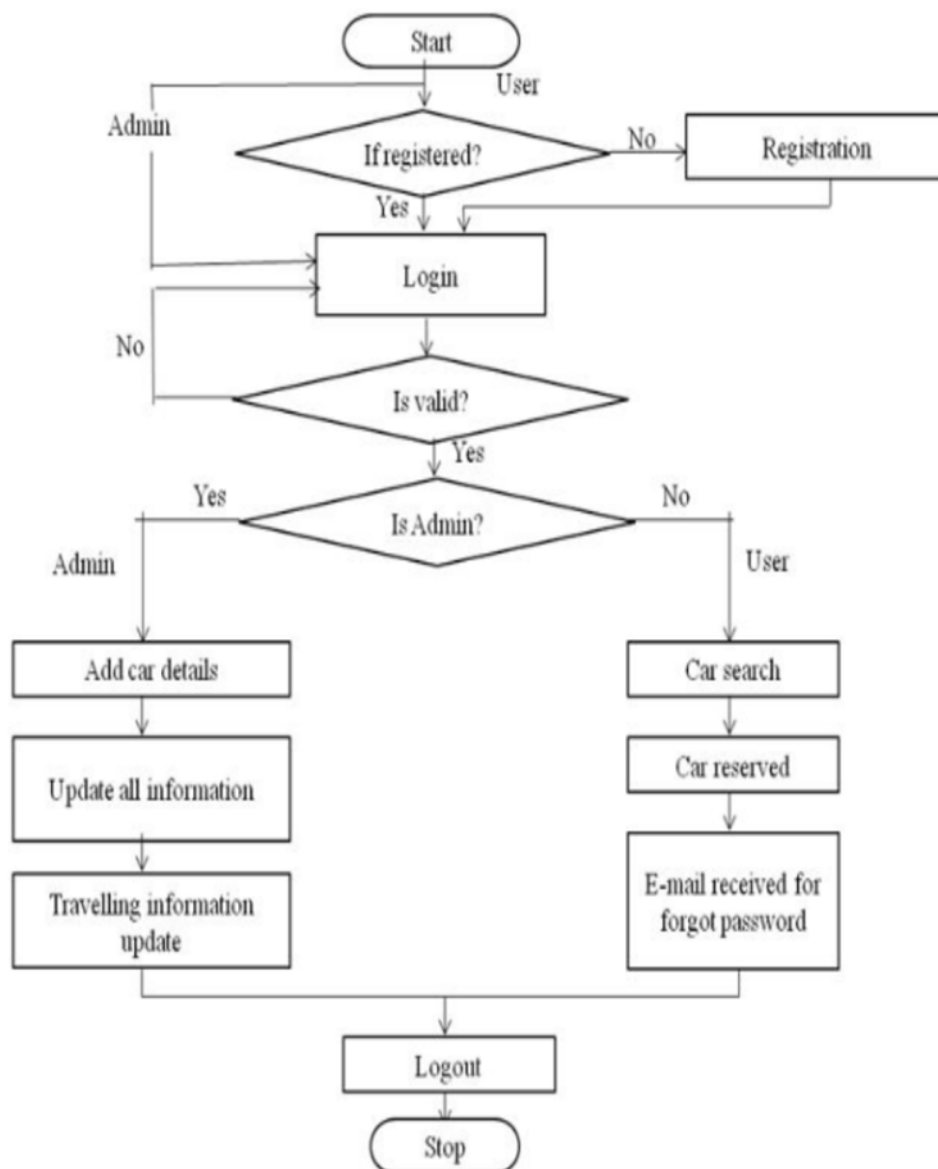 Start
User
Admin
If registered?
No
Registration
Yes
Login
No
Is valid?
Yes
Yes
No
Is Admin?
Admin
User
Add car details
Car search
Update all information
Car reserved
Travelling information
update
E-mail received for
forgot password
Logout
Stop